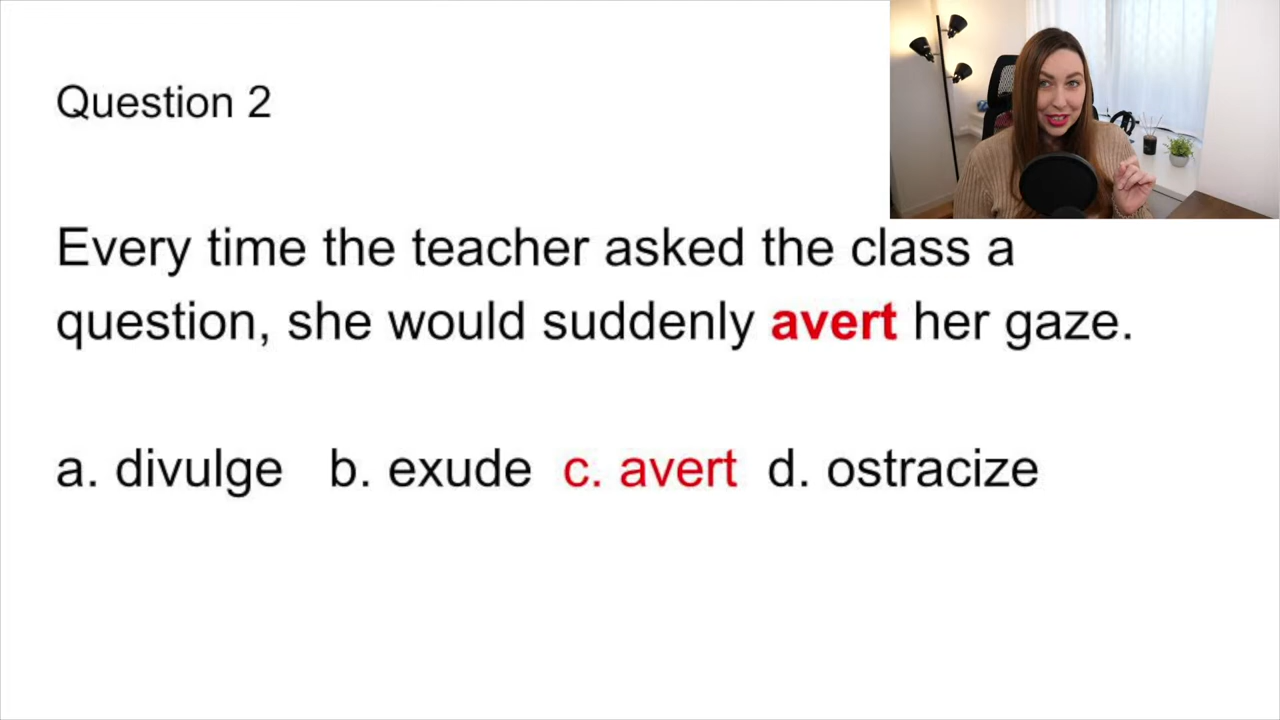 Question 2
Every time the teacher asked the class a
question, she would suddenly avert her gaze.
a. divulge b. exude c. avert d. ostracize